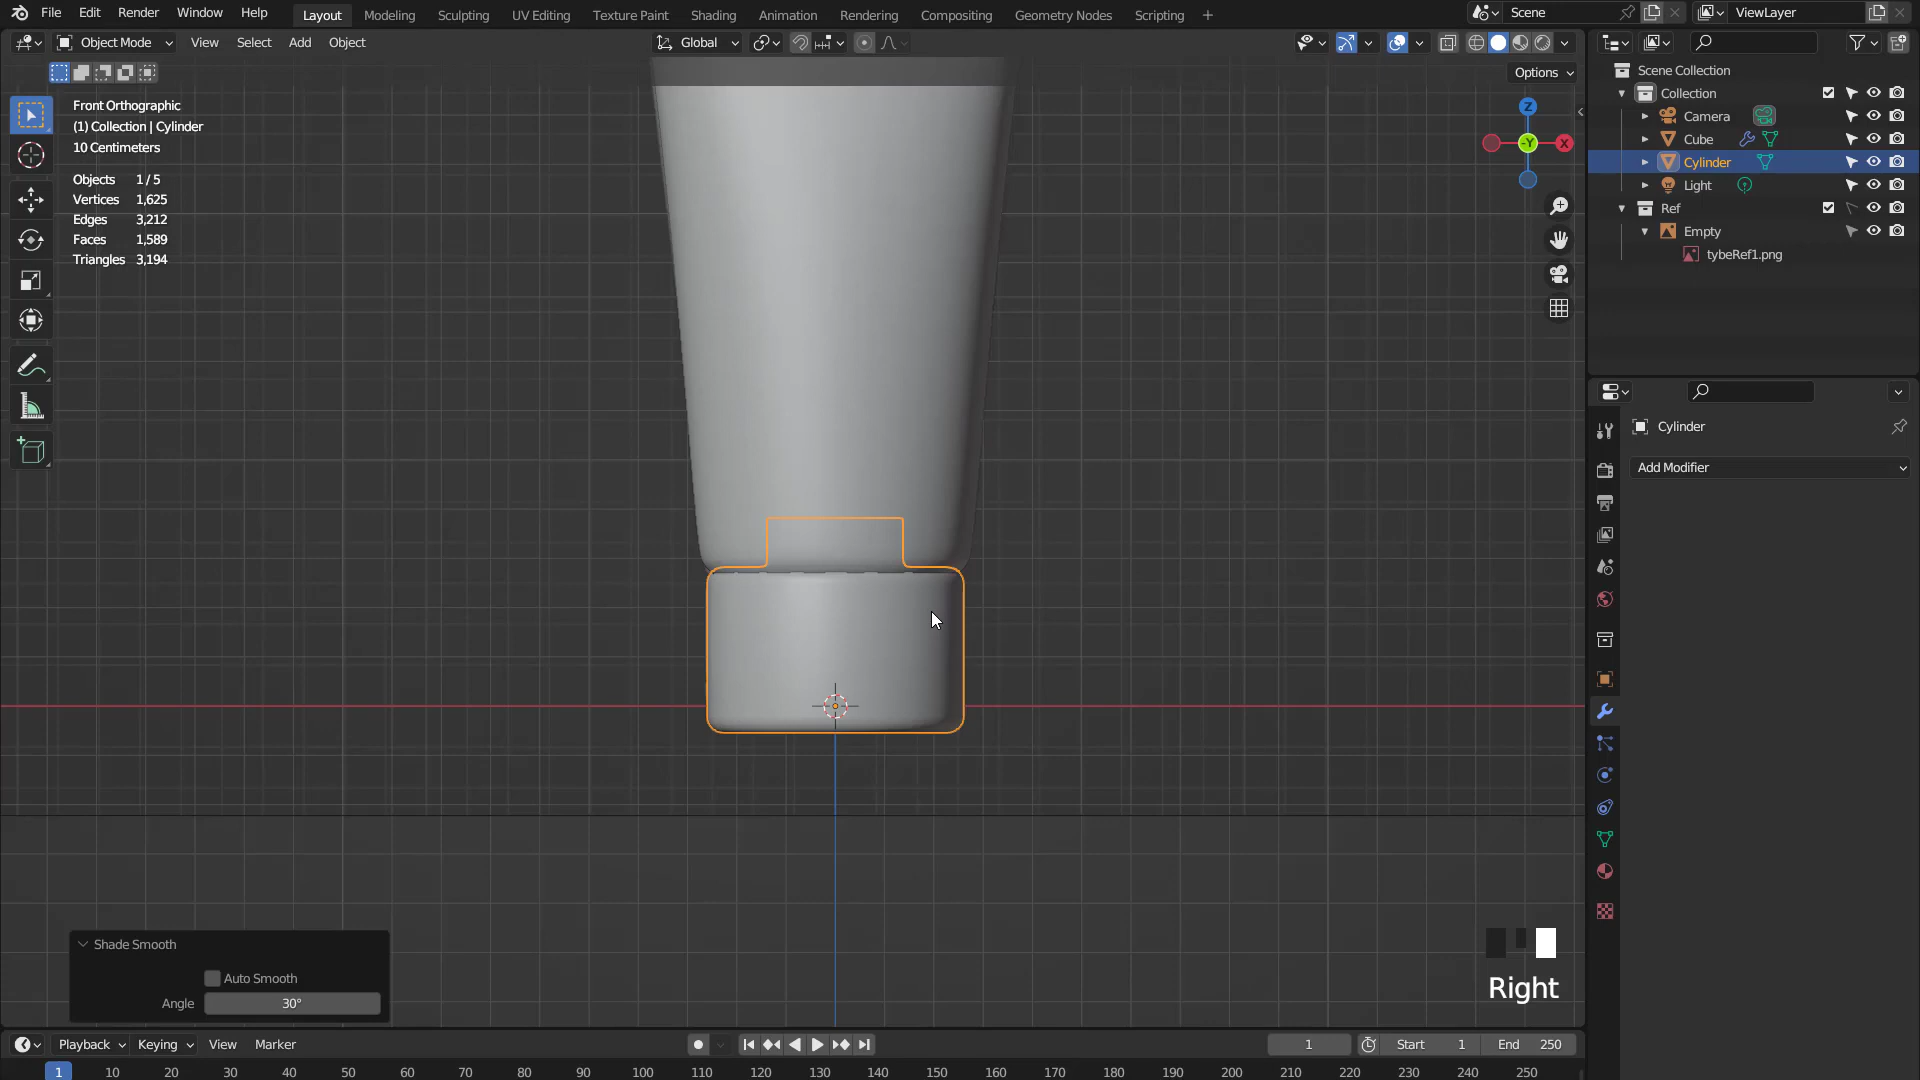 File Edit Render Window Help Layout Modeling Sculpting UV Editing Texture Paint Shading Animation Rendering Compositing Geometry Nodes Scripting + Scene ViewLayer
Object Mode View Select Add Object Global
Options
Front Orthographic
(1) Collection | Cylinder
10 Centimeters
Objects 1 / 5
Vertices 1,625
Edges 3,212
Faces 1,589
Triangles 3,194
Z
-Y
X
Scene Collection
Collection
Camera
Cube
Cylinder
Light
Ref
Empty
tybeRef1.png
Cylinder
Add Modifier
Shade Smooth
Auto Smooth
Angle 30°
Right
Playback Keying View Marker 1 Start 1 End 250
1 10 20 30 40 50 60 70 80 90 100 110 120 130 140 150 160 170 180 190 200 210 220 230 240 250